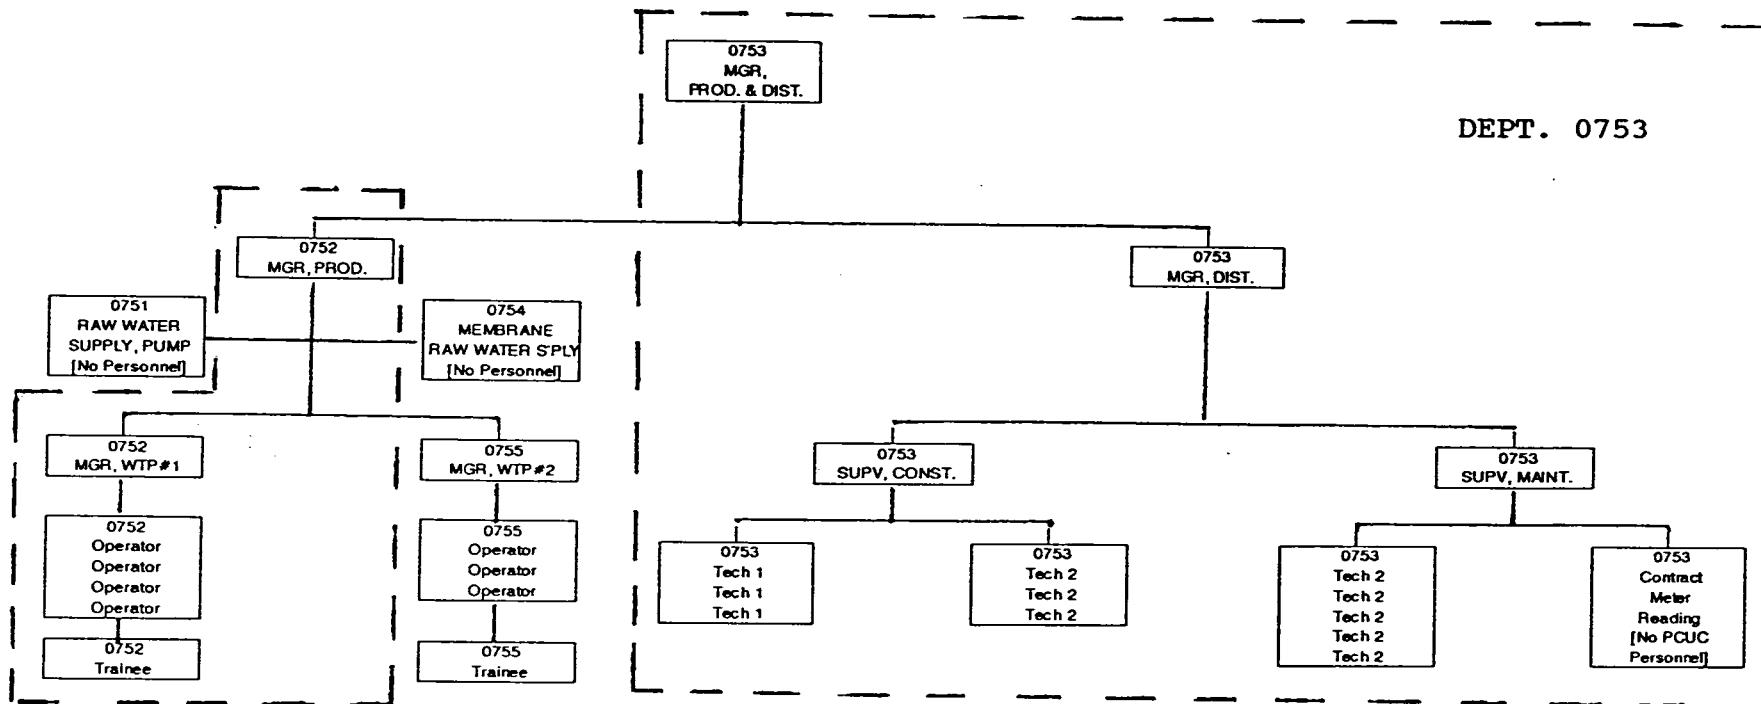 0753
MGR,
PROD. & DIST.
DEPT. 0753
0752
MGR, PROD.
0753
MGR, DIST.
0751
RAW WATER
SUPPLY, PUMP
[No Personnel]
0754
MEMBRANE
RAW WATER S'PLY
[No Personnel]
0752
MGR, WTP#1
0755
MGR, WTP#2
0753
SUPV, CONST.
0753
SUPV, MAINT.
0752
Operator
Operator
Operator
Operator
0755
Operator
Operator
Operator
0753
Tech 1
Tech 1
Tech 1
0753
Tech 2
Tech 2
Tech 2
0753
Tech 2
Tech 2
Tech 2
Tech 2
Tech 2
0753
Contract
Meter
Reading
[No PCUC
Personnel]
0752
Trainee
0755
Trainee